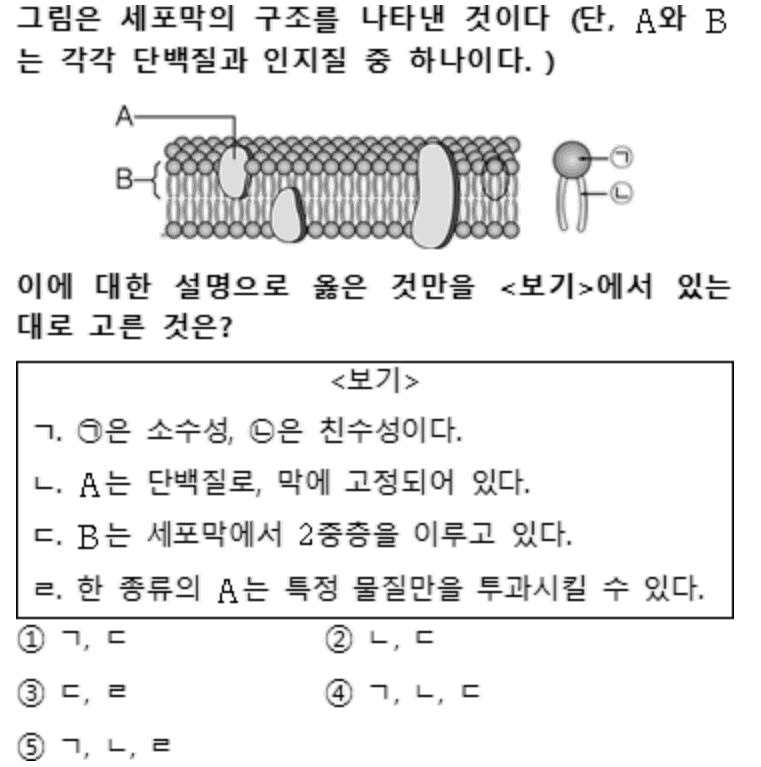 그림은 세포막의 구조를 나타낸 것이다 (단, A와 B
는 각각 단백질과 인지질 중 하나이다. )
A
B
㉠
㉡
이에 대한 설명으로 옳은 것만을 <보기>에서 있는
대로 고른 것은?
<보기>
ㄱ. ㉠은 소수성, ㉡은 친수성이다.
ㄴ. A는 단백질로, 막에 고정되어 있다.
ㄷ. B는 세포막에서 2중층을 이루고 있다.
ㄹ. 한 종류의 A는 특정 물질만을 투과시킬 수 있다.
① ㄱ, ㄷ ② ㄴ, ㄷ
③ ㄷ, ㄹ ④ ㄱ, ㄴ, ㄷ
⑤ ㄱ, ㄴ, ㄹ